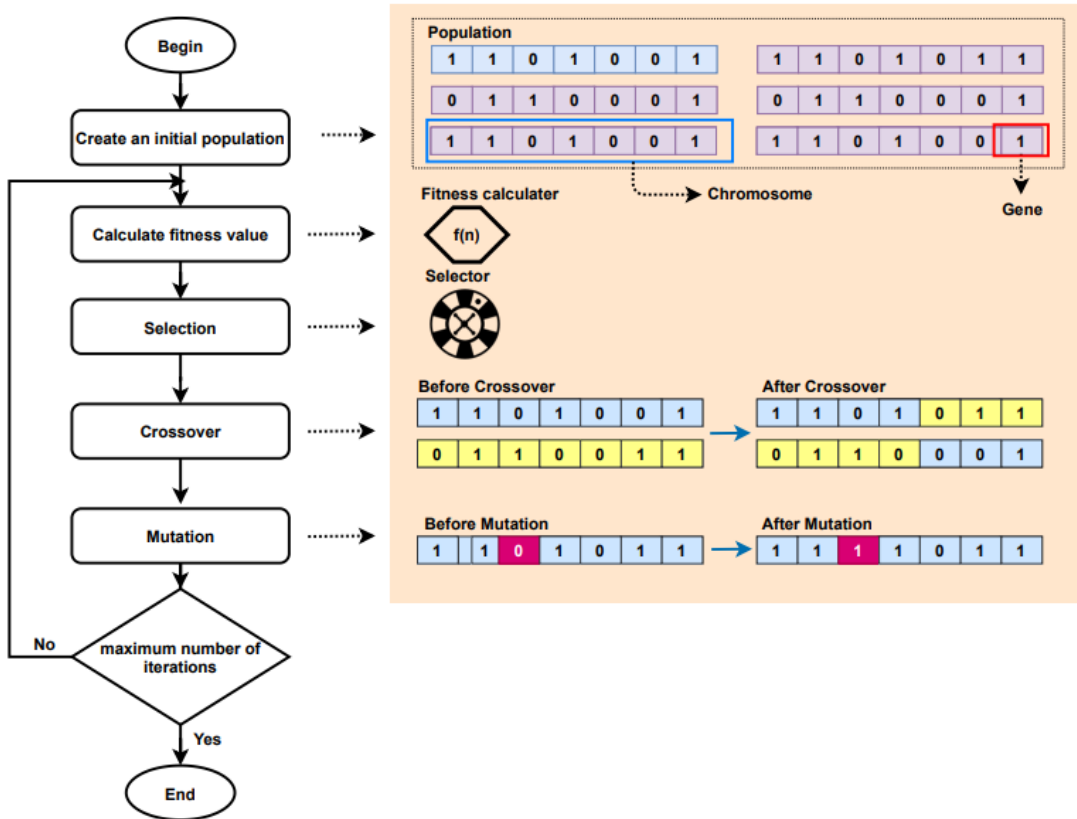 Begin
Create an initial population
Calculate fitness value
Selection
Crossover
Mutation
No
maximum number of
iterations
Yes
End
Population
1 1 0 1 0 0 1
1 1 0 1 0 1 1
0 1 1 0 0 0 1
0 1 1 0 0 0 1
1 1 0 1 0 0 1
1 1 0 1 0 0 1
Chromosome
Gene
Fitness calculater
f(n)
Selector
Before Crossover
After Crossover
1 1 0 1 0 0 1
1 1 0 1 0 1 1
0 1 1 0 0 1 1
0 1 1 0 0 0 1
Before Mutation
After Mutation
1 1 0 1 0 1 1
1 1 1 1 0 1 1